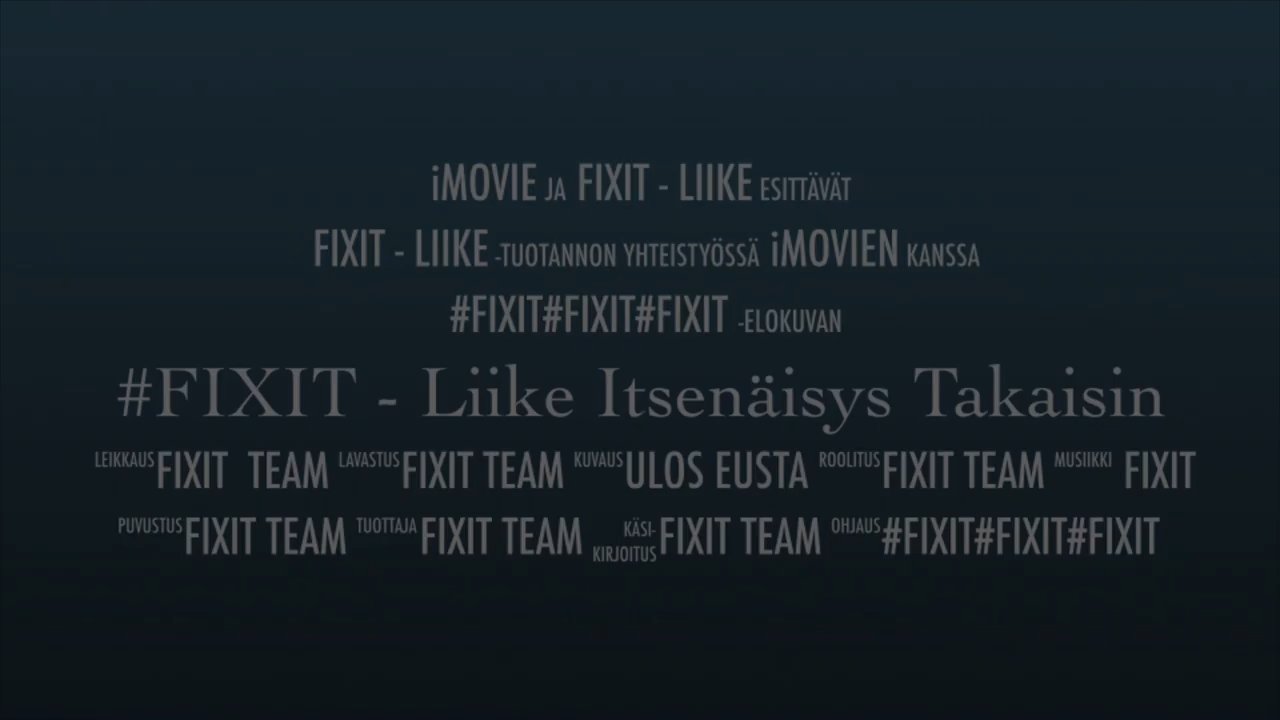 iMOVIE JA FIXIT - LIIKE ESITTÄVÄT
FIXIT - LIIKE -TUOTANNON YHTEISTYÖSSÄ iMOVIEN KANSSA
#FIXIT#FIXIT#FIXIT -ELOKUVAN
#FIXIT - Liike Itsenäisys Takaisin
LEIKKAUS FIXIT TEAM LAVASTUS FIXIT TEAM KUVAUS ULOS EUSTA ROOLITUS FIXIT TEAM MUSIIKKI FIXIT
PUVUSTUS FIXIT TEAM TUOTTAJA FIXIT TEAM KÄSI-KIRJOITUS FIXIT TEAM OHJAUS #FIXIT#FIXIT#FIXIT